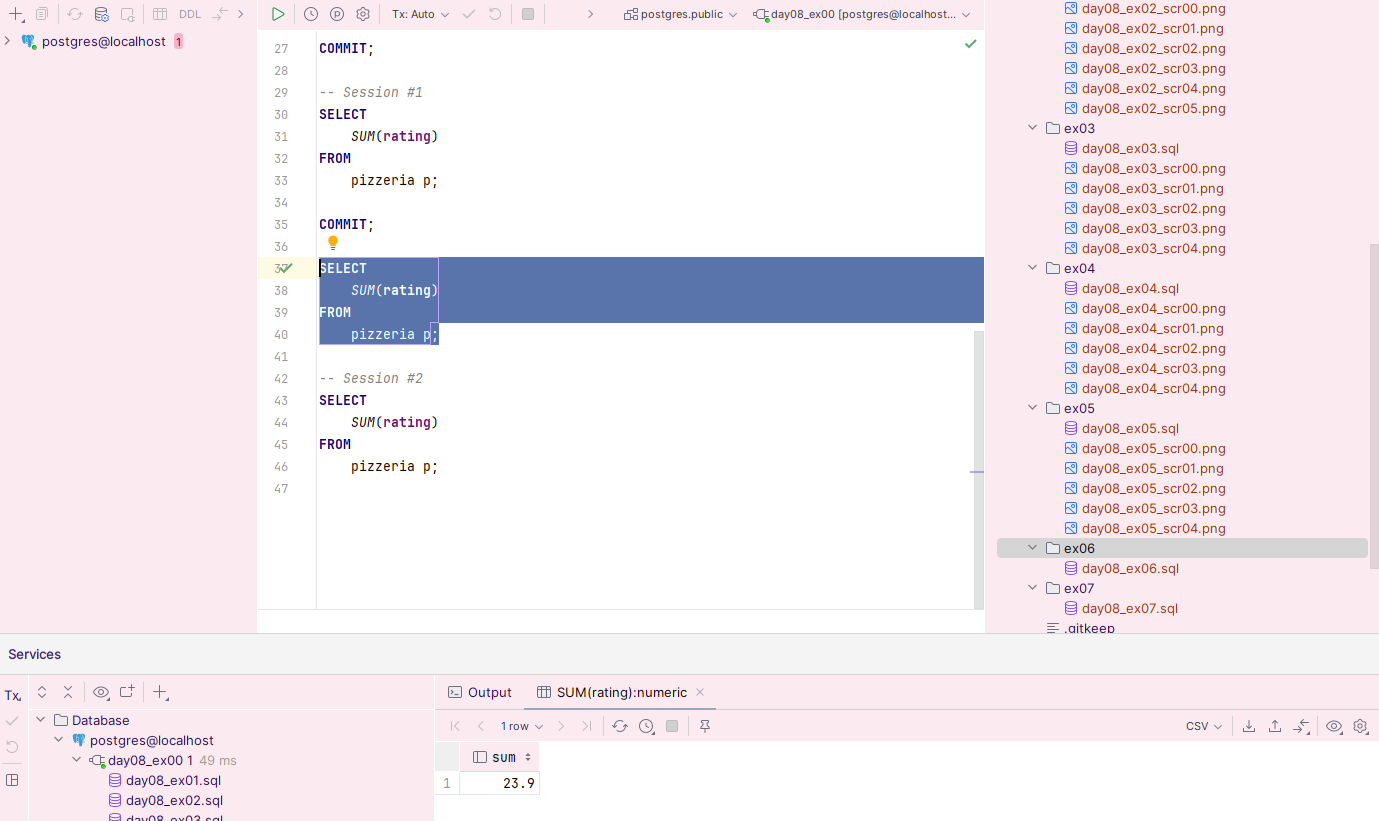 DDL
Tx: Auto
postgres.public
day08_ex00 [postgres@localhost...
postgres@localhost 1
27 COMMIT;
28
29 -- Session #1
30 SELECT
31 SUM(rating)
32 FROM
33 pizzeria p;
34
35 COMMIT;
36
37 SELECT
38 SUM(rating)
39 FROM
40 pizzeria p;
41
42 -- Session #2
43 SELECT
44 SUM(rating)
45 FROM
46 pizzeria p;
47
day08_ex02_scr00.png
day08_ex02_scr01.png
day08_ex02_scr02.png
day08_ex02_scr03.png
day08_ex02_scr04.png
day08_ex02_scr05.png
ex03
day08_ex03.sql
day08_ex03_scr00.png
day08_ex03_scr01.png
day08_ex03_scr02.png
day08_ex03_scr03.png
day08_ex03_scr04.png
ex04
day08_ex04.sql
day08_ex04_scr00.png
day08_ex04_scr01.png
day08_ex04_scr02.png
day08_ex04_scr03.png
day08_ex04_scr04.png
ex05
day08_ex05.sql
day08_ex05_scr00.png
day08_ex05_scr01.png
day08_ex05_scr02.png
day08_ex05_scr03.png
day08_ex05_scr04.png
ex06
day08_ex06.sql
ex07
day08_ex07.sql
.gitkeep
Services
Tx
Database
postgres@localhost
day08_ex00 1 49 ms
day08_ex01.sql
day08_ex02.sql
day08_ex03.sql
Output
SUM(rating):numeric
1 row
CSV
sum
1 23.9